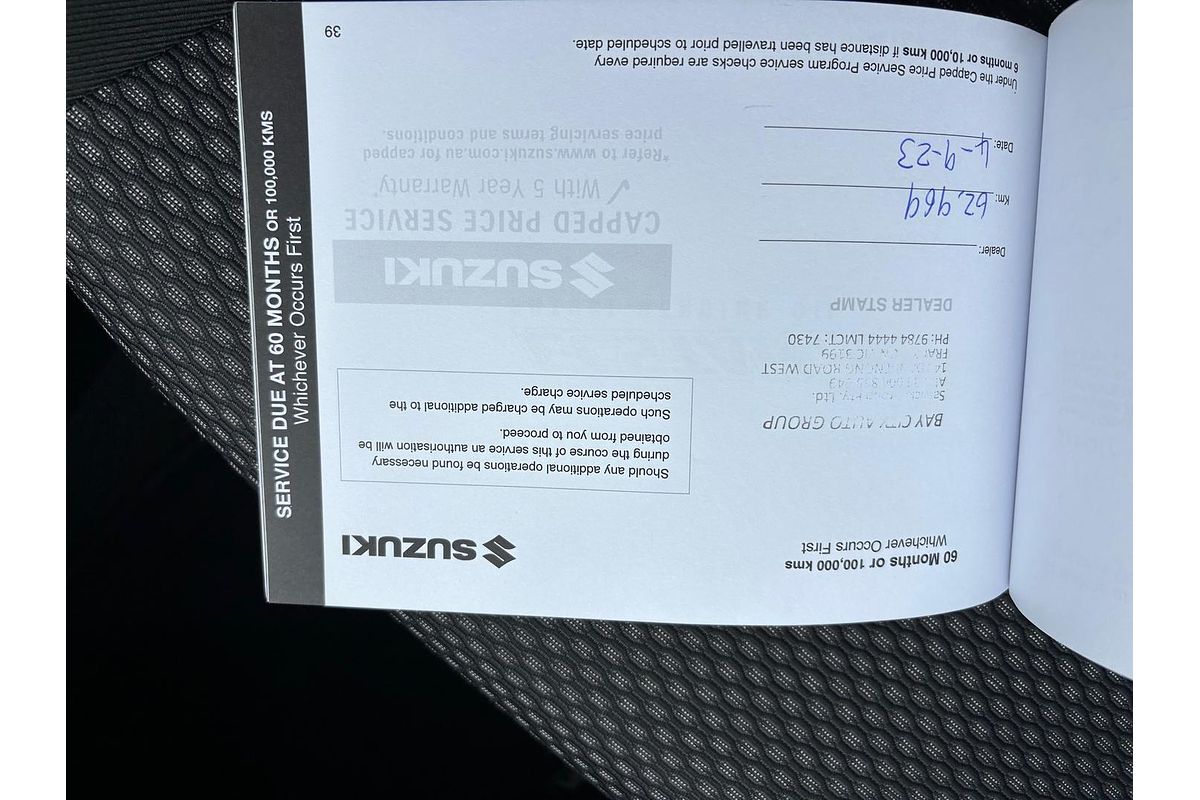 SERVICE DUE AT 60 MONTHS OR 100,000 KMS
Whichever Occurs First
60 Months or 100,000 kms
Whichever Occurs First
BAY CITY AUTO GROUP
Pty. Ltd.
ROAD WEST
VIC 3199
PH: 9784 4444 LMCT: 7430
DEALER STAMP
Dealer:
Km: 62,969
Date: 4-9-23
Under the Capped Price Service Program service checks are required every
6 months or 10,000 kms if distance has been travelled prior to scheduled date.
SUZUKI
Should any additional operations be found necessary
during the course of this service an authorisation will be
obtained from you to proceed.
Such operations may be charged additional to the
scheduled service charge.
SUZUKI
CAPPED PRICE SERVICE
✓ With 5 Year Warranty*
*Refer to www.suzuki.com.au for capped
price servicing terms and conditions.
39